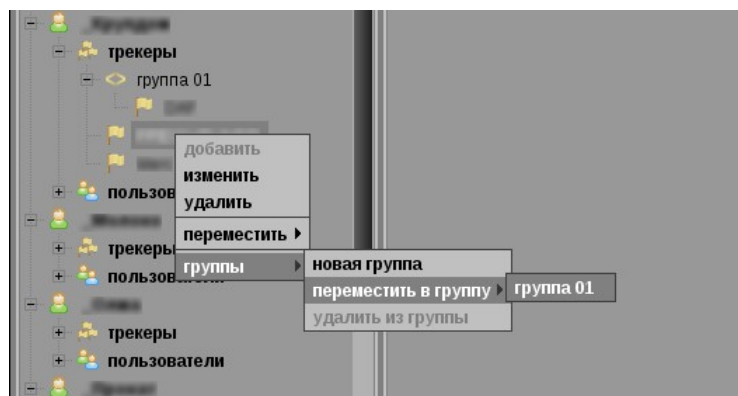 трекеры
группа 01
добавить
изменить
удалить
пользов
переместить
трекеры
группы
новая группа
пользователи
переместить в группу
группа 01
удалить из группы
трекеры
пользователи